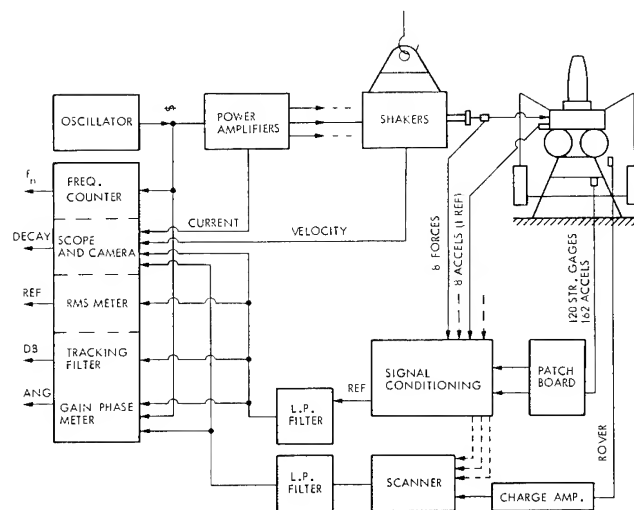 OSCILLATOR
$
POWER
AMPLIFIERS
SHAKERS
FREQ.
COUNTER
SCOPE
AND CAMERA
RMS METER
TRACKING
FILTER
GAIN PHASE
METER
DECAY
REF
DB
ANG
CURRENT
VELOCITY
8 ACCELS (1 REF)
120 STR. GAGES
162 ACCELS
SIGNAL
CONDITIONING
PATCH
BOARD
REF
L.P.
FILTER
L.P.
FILTER
SCANNER
CHARGE AMP.
ROVER
FORCES